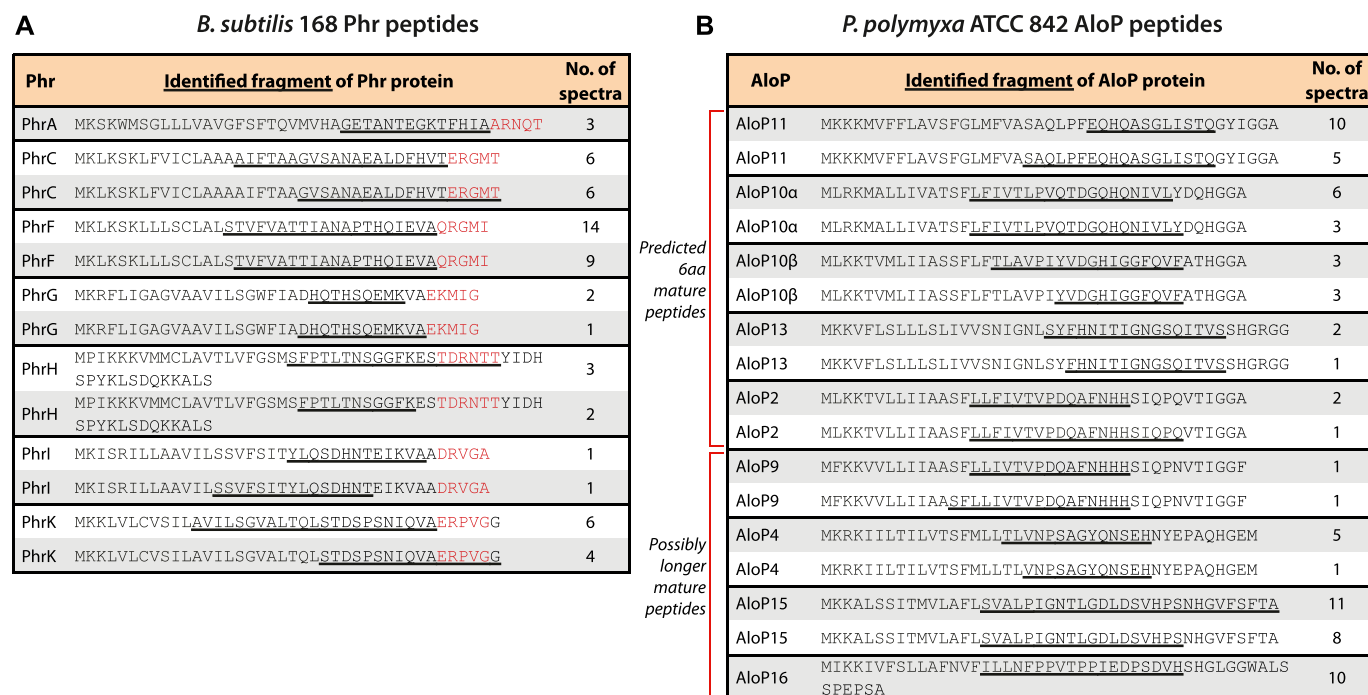 A
B. subtilis 168 Phr peptides
Phr
Identified fragment of Phr protein
No. of
spectra
PhrA MKSKWMSGLLLVAVGFSFTQVMVHAGETANTEGKTFHIAARNQT 3
PhrC MKLKSKLFVICLAAAAIFTAAGVSANAEALDFHVTERGMT 6
PhrC MKLKSKLFVICLAAAAIFTAAGVSANAEALDFHVTERGMT 6
PhrF MKLKSKLLLSCLALSTVFVATTIANAPTHQIEVAQRGMI 14
PhrF MKLKSKLLLSCLALSTVFVATTIANAPTHQIEVAQRGMI 9
PhrG MKRFLIGAGVAAVILSGWFIADHQTHSQEMKVAEKMIG 2
PhrG MKRFLIGAGVAAVILSGWFIADHQTHSQEMKVAEKMIG 1
PhrH MPIKKKVMMCLAVTLVFGSMSFPTLTNSGGFKESTDRNTTYIDH 3
SPYKLSDQKKALS
PhrH MPIKKKVMMCLAVTLVFGSMSFPTLTNSGGFKESTDRNTTYIDH 2
SPYKLSDQKKALS
PhrI MKISRILLAAVILSSVFSITYLQSDHNTEIKVAADRVGA 1
PhrI MKISRILLAAVILSSVFSITYLQSDHNTEIKVAADRVGA 1
PhrK MKKLVLCVSILAVILSGVALTQLSTDSPSNIQVAERPVGG 6
PhrK MKKLVLCVSILAVILSGVALTQLSTDSPSNIQVAERPVGG 4
B
P. polymyxa ATCC 842 AloP peptides
AloP
Identified fragment of AloP protein
No. of
spectra
Predicted
6aa
mature
peptides
AloP11 MKKKMVFFLAVSFGLMFVASAQLPFEQHQASGLISTQGYIGGA 10
AloP11 MKKKMVFFLAVSFGLMFVASAQLPFEQHQASGLISTQGYIGGA 5
AloP10α MLRKMALLIVATSFLFIVTLPVQTDGQHQNIVLYDQHGGA 6
AloP10α MLRKMALLIVATSFLFIVTLPVQTDGQHQNIVLYDQHGGA 3
AloP10β MLKKTVMLIIASSFLFTLAVPIYVDGHIGGFQVFATHGGA 3
AloP10β MLKKTVMLIIASSFLFTLAVPIYVDGHIGGFQVFATHGGA 3
AloP13 MKKVFLSLLLSLIVVSNIGNLSYFHNITIGNGSQITVSSHGRGG 2
AloP13 MKKVFLSLLLSLIVVSNIGNLSYFHNITIGNGSQITVSSHGRGG 1
AloP2 MLKKTVLLIIAASFLLFIVTVPDQAFNHHSIQPQVTIGGA 2
AloP2 MLKKTVLLIIAASFLLFIVTVPDQAFNHHSIQPQVTIGGA 1
Possibly
longer
mature
peptides
AloP9 MFKKVVLLIIAASFLLIVTVPDQAFNHHHSIQPNVTIGGF 1
AloP9 MFKKVVLLIIAASFLLIVTVPDQAFNHHHSIQPNVTIGGF 1
AloP4 MKRKIILTILVTSFMLLTLVNPSAGYQNSEHNYEPAQHGEM 5
AloP4 MKRKIILTILVTSFMLLTLVNPSAGYQNSEHNYEPAQHGEM 1
AloP15 MKKALSSITMVLAFLSVALPIGNTLGDLDSVHPSNHGVFSFTA 11
AloP15 MKKALSSITMVLAFLSVALPIGNTLGDLDSVHPSNHGVFSFTA 8
AloP16 MIKKIVFSLLAFNVFILLNFPPVTPPIEDPSDVHSHGLGGWALS 10
SPEPSA